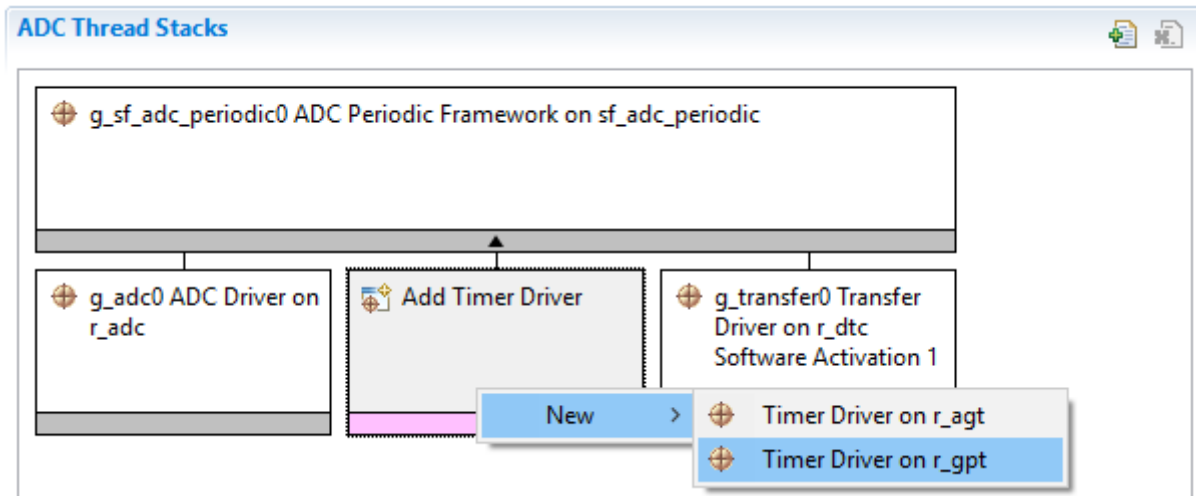 ADC Thread Stacks
g_sf_adc_periodic0 ADC Periodic Framework on sf_adc_periodic
g_adc0 ADC Driver on
r_adc
Add Timer Driver
g_transfer0 Transfer
Driver on r_dtc
Software Activation 1
New
Timer Driver on r_agt
Timer Driver on r_gpt